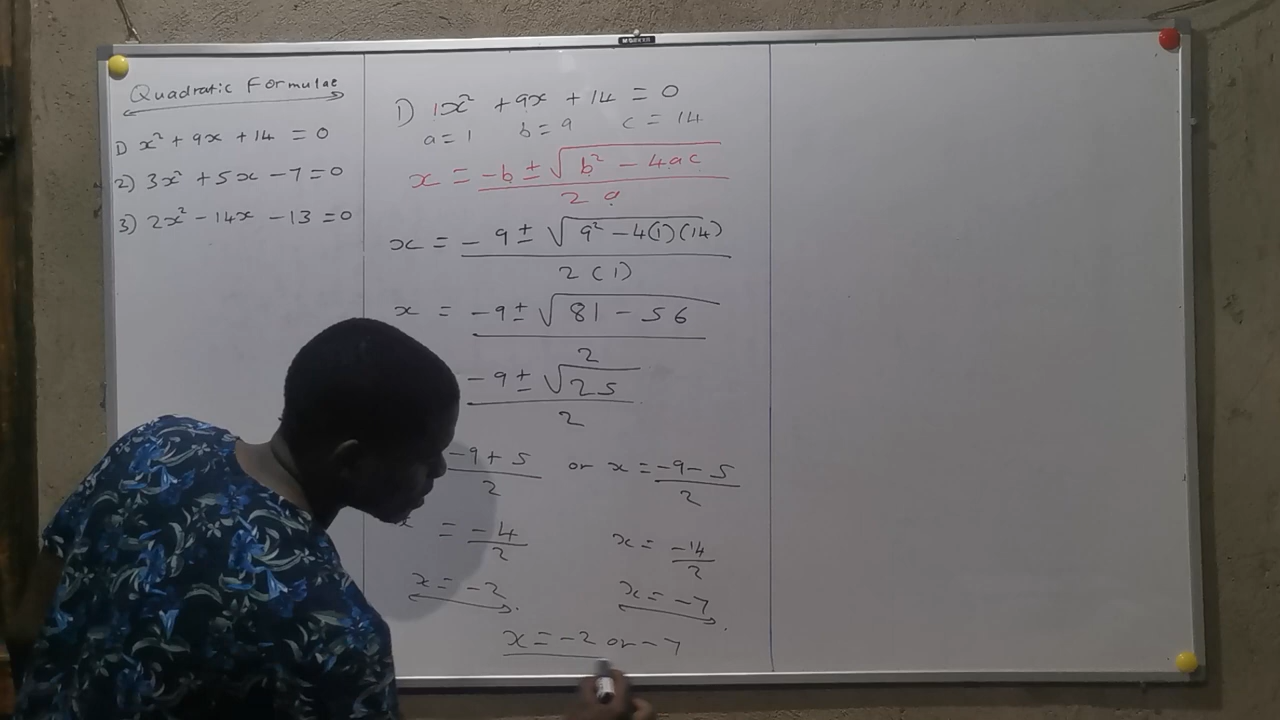 Quadratic Formulae
1) x² + 9x + 14 = 0
2) 3x² + 5x - 7 = 0
3) 2x² - 14x - 13 = 0
1) 1x² + 9x + 14 = 0
a = 1 b = 9 c = 14
x = (-b ± √(b² - 4ac)) / 2a
x = (-9 ± √(9² - 4(1)(14))) / 2(1)
x = (-9 ± √(81 - 56)) / 2
(-9 ± √25) / 2
(-9 + 5) / 2 or x = (-9 - 5) / 2
x = -4 / 2 x = -14 / 2
x = -2 x = -7
x = -2 or -7